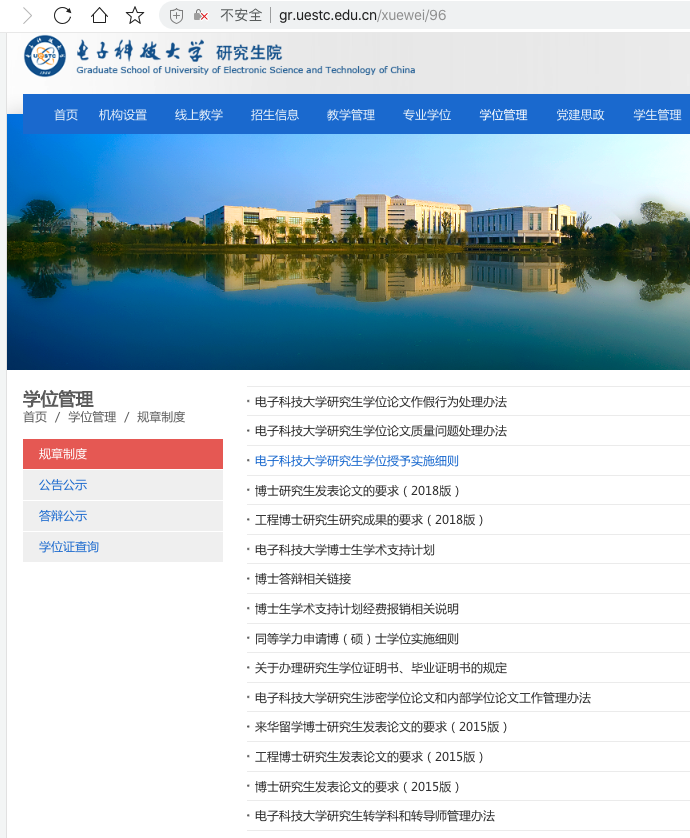 不安全 | gr.uestc.edu.cn/xuewei/96
电子科技大学 研究生院
Graduate School of University of Electronic Science and Technology of China
首页 机构设置 线上教学 招生信息 教学管理 专业学位 学位管理 党建思政 学生管理
学位管理
首页 / 学位管理 / 规章制度
规章制度
公告公示
答辩公示
学位证查询
· 电子科技大学研究生学位论文作假行为处理办法
· 电子科技大学研究生学位论文质量问题处理办法
· 电子科技大学研究生学位授予实施细则
· 博士研究生发表论文的要求（2018版）
· 工程博士研究生研究成果的要求（2018版）
· 电子科技大学博士生学术支持计划
· 博士答辩相关链接
· 博士生学术支持计划经费报销相关说明
· 同等学力申请博（硕）士学位实施细则
· 关于办理研究生学位证明书、毕业证明书的规定
· 电子科技大学研究生涉密学位论文和内部学位论文工作管理办法
· 来华留学博士研究生发表论文的要求（2015版）
· 工程博士研究生发表论文的要求（2015版）
· 博士研究生发表论文的要求（2015版）
· 电子科技大学研究生转学科和转导师管理办法